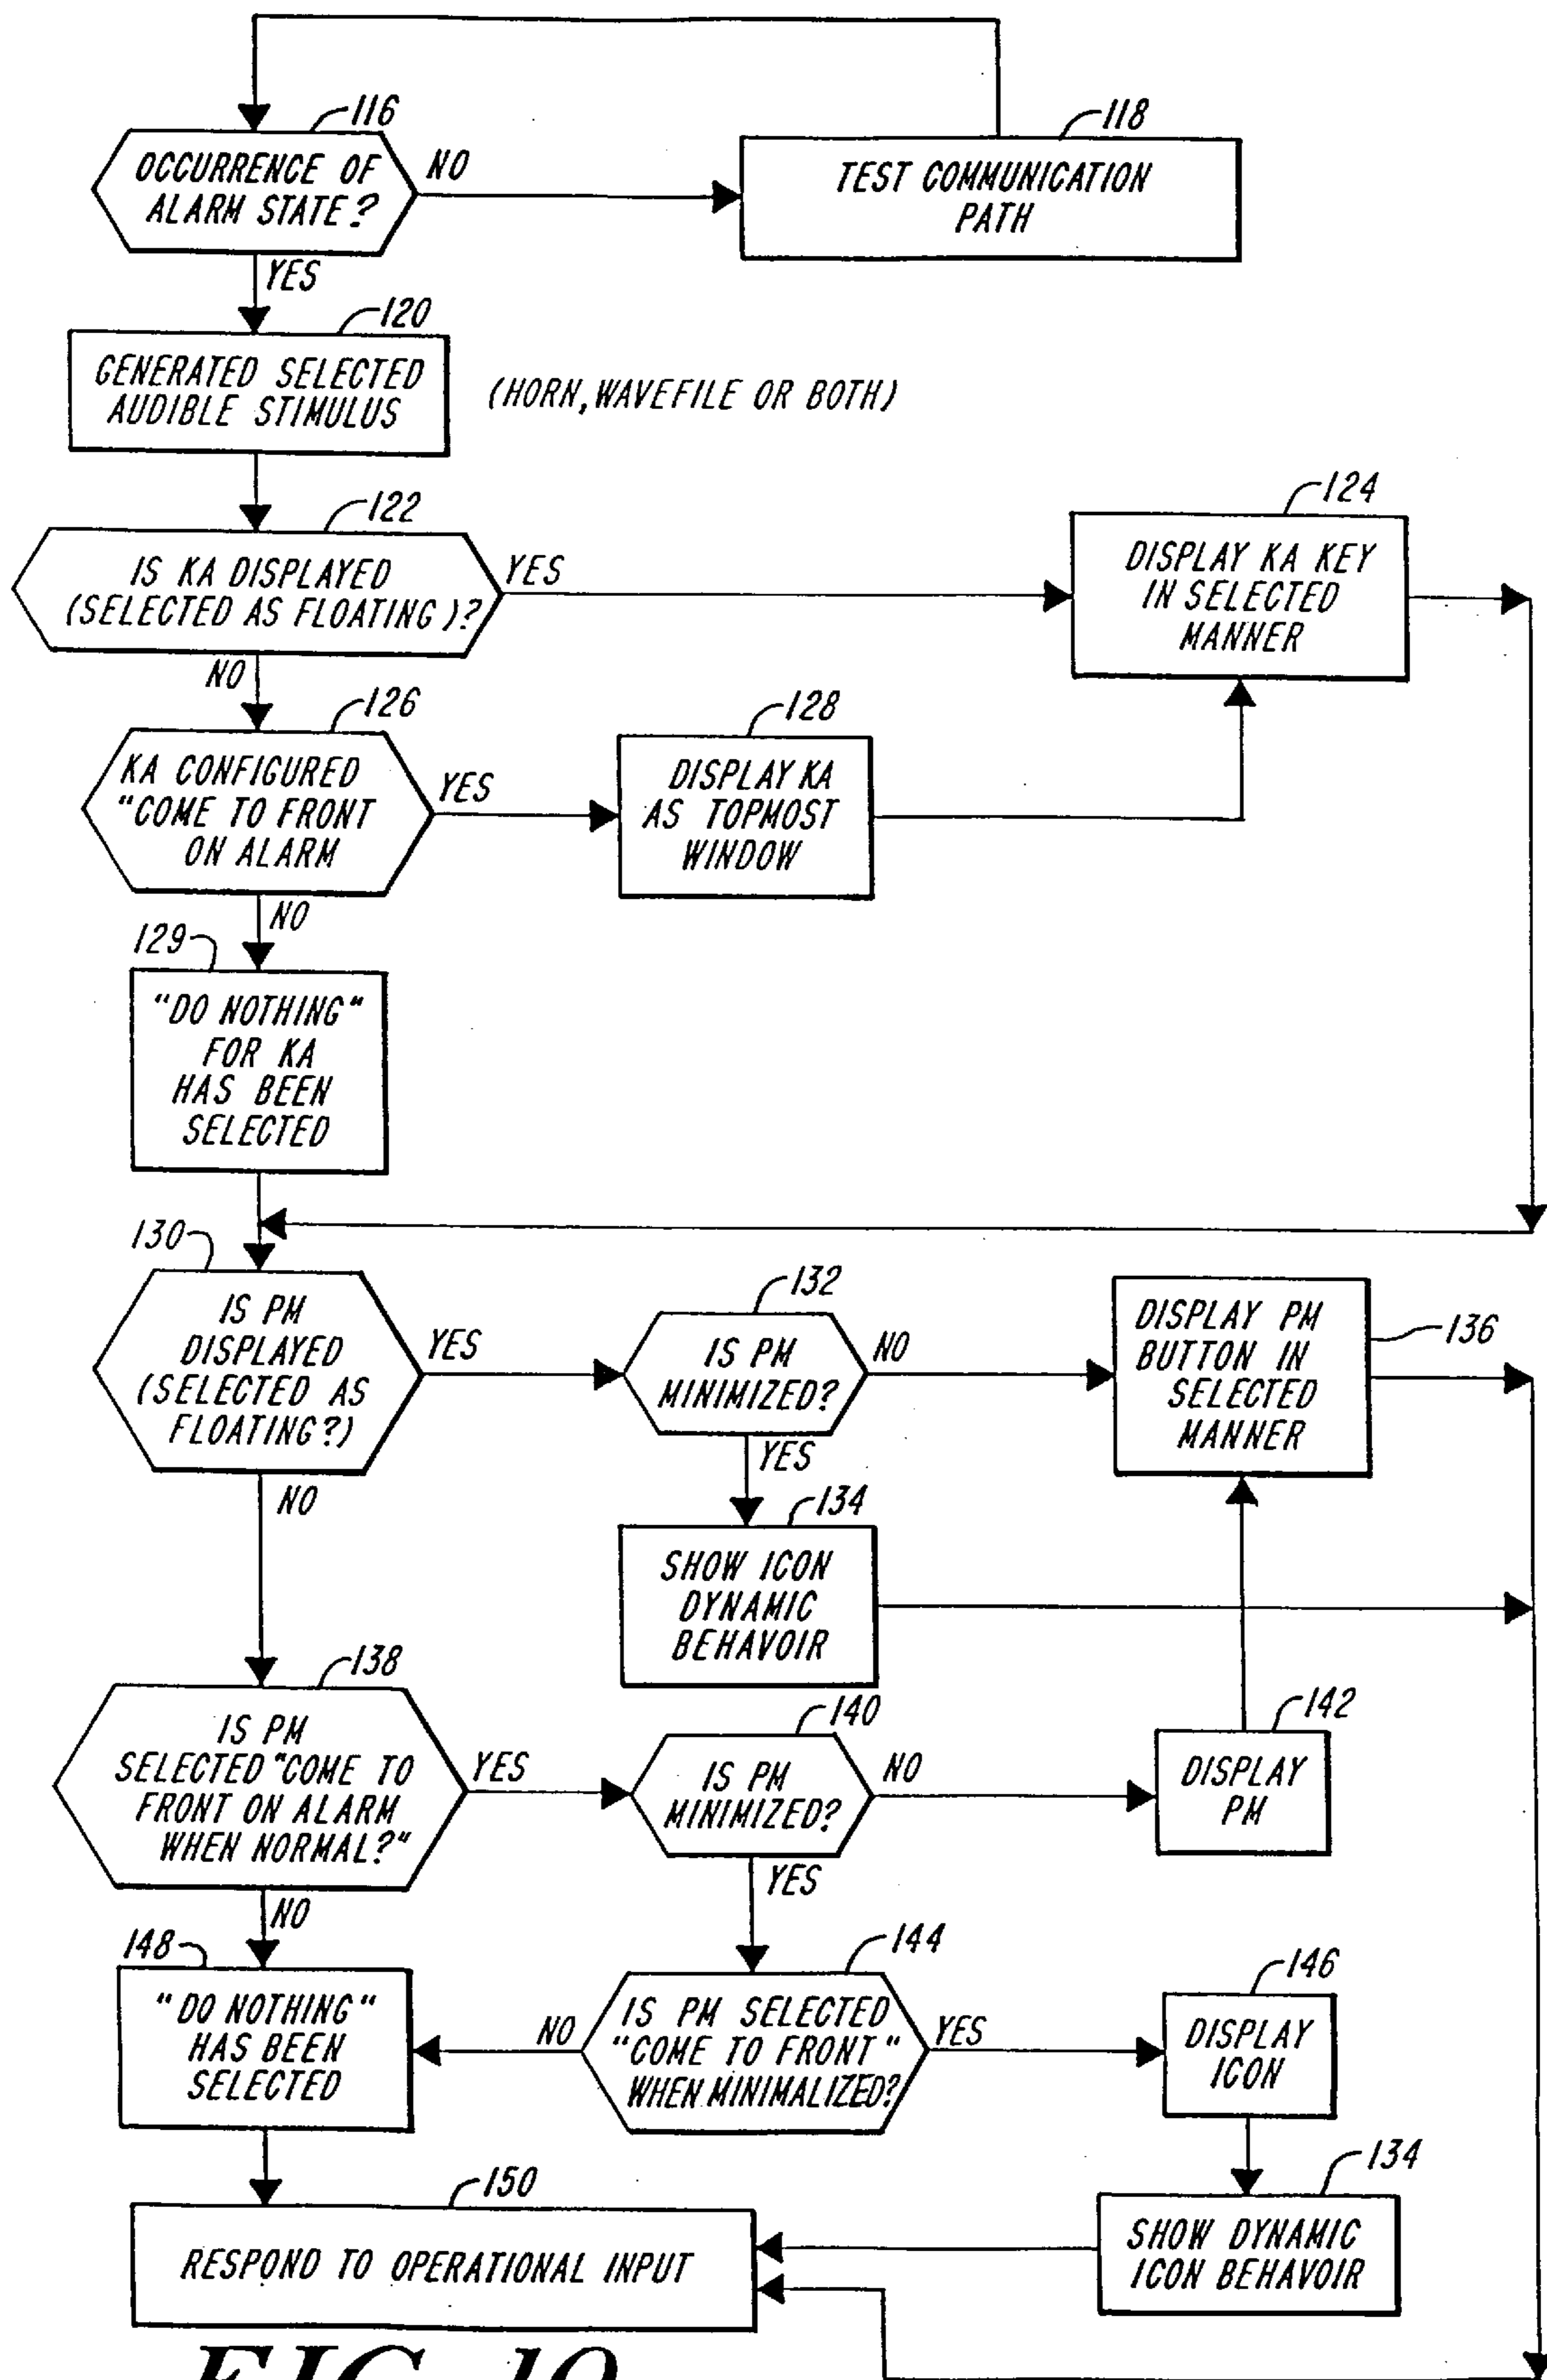 116
OCCURRENCE OF
ALARM STATE?
NO
118
TEST COMMUNICATION
PATH
YES
120
GENERATED SELECTED
AUDIBLE STIMULUS
(HORN, WAVEFILE OR BOTH)
122
IS KA DISPLAYED
(SELECTED AS FLOATING)?
YES
124
DISPLAY KA KEY
IN SELECTED
MANNER
NO
126
KA CONFIGURED
"COME TO FRONT
ON ALARM
YES
128
DISPLAY KA
AS TOPMOST
WINDOW
NO
129
"DO NOTHING"
FOR KA
HAS BEEN
SELECTED
130
IS PM
DISPLAYED
(SELECTED AS
FLOATING?)
YES
132
IS PM
MINIMIZED?
NO
DISPLAY PM
BUTTON IN
SELECTED
MANNER
136
YES
NO
134
SHOW ICON
DYNAMIC
BEHAVOIR
138
IS PM
SELECTED "COME TO
FRONT ON ALARM
WHEN NORMAL?"
YES
140
IS PM
MINIMIZED?
NO
142
DISPLAY
PM
YES
NO
148
"DO NOTHING"
HAS BEEN
SELECTED
NO
144
IS PM SELECTED
"COME TO FRONT"
WHEN MINIMALIZED?
YES
146
DISPLAY
ICON
134
SHOW DYNAMIC
ICON BEHAVOIR
150
RESPOND TO OPERATIONAL INPUT
FIG. 10